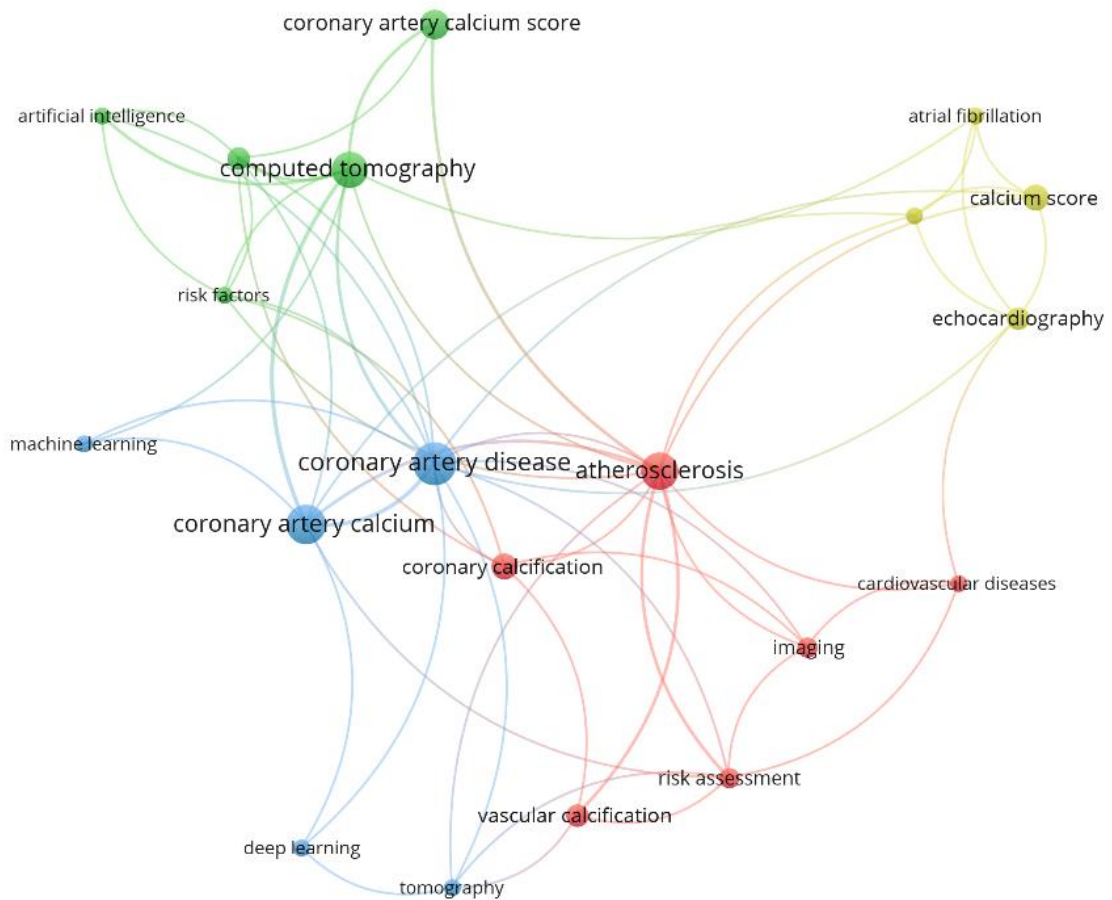 coronary artery calcium score
artificial intelligence
atrial fibrillation
computed tomography
calcium score
risk factors
echocardiography
machine learning
coronary artery disease
atherosclerosis
coronary artery calcium
coronary calcification
cardiovascular diseases
imaging
risk assessment
vascular calcification
deep learning
tomography